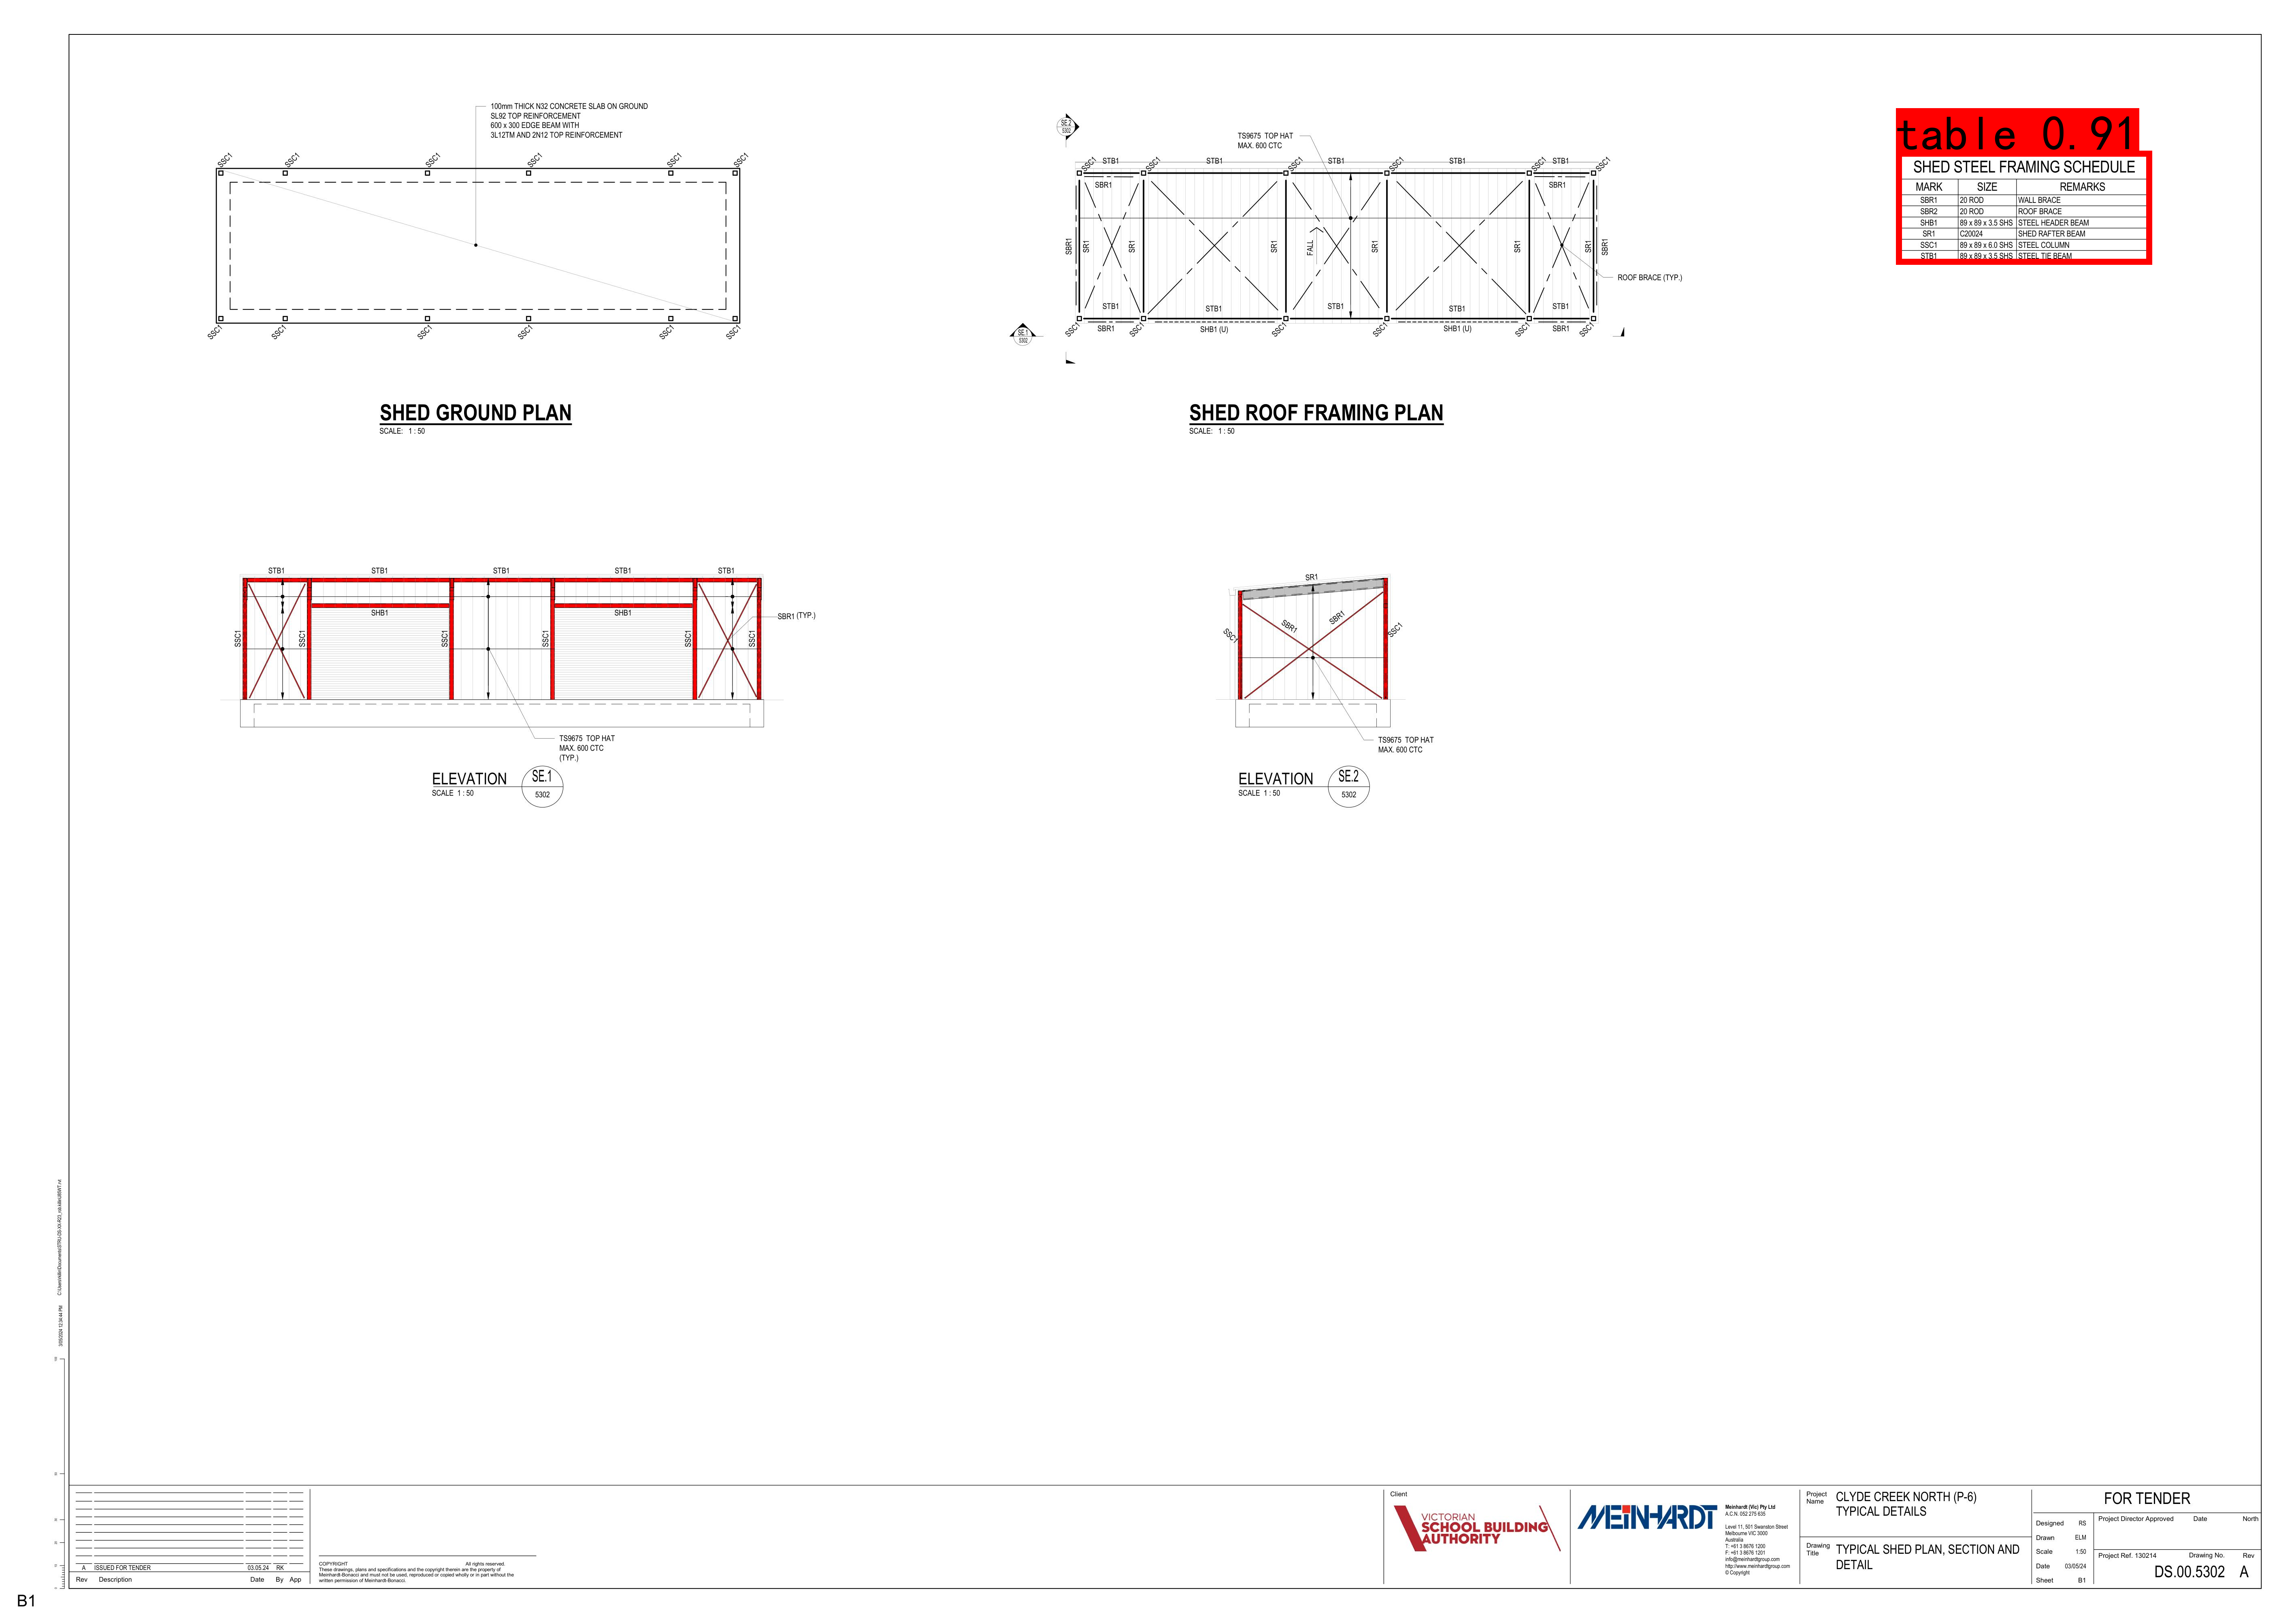 100mm THICK N32 CONCRETE SLAB ON GROUND
SL92 TOP REINFORCEMENT
600 x 300 EDGE BEAM WITH
3L12TM AND 2N12 TOP REINFORCEMENT
SSC1 SSC1 SSC1 SSC1 SSC1 SSC1
SSC1 SSC1 SSC1 SSC1 SSC1 SSC1
SHED GROUND PLAN
SCALE: 1 : 50
SE.2
5302
TS9675 TOP HAT
MAX. 600 CTC
SSC1 STB1 SSC1 STB1 SSC1 STB1 SSC1 STB1 SSC1 STB1 SSC1
SBR1 SBR1
SBR1 SR1 SR1 SR1 FALL SR1 SR1 SR1 SBR1
ROOF BRACE (TYP.)
STB1 STB1 STB1 STB1 STB1
SSC1 SBR1 SSC1 SHB1 (U) SSC1 SSC1 SHB1 (U) SSC1 SBR1 SSC1
SE.1
5302
SHED ROOF FRAMING PLAN
SCALE: 1 : 50
table 0.91
SHED STEEL FRAMING SCHEDULE
MARK SIZE REMARKS
SBR1 20 ROD WALL BRACE
SBR2 20 ROD ROOF BRACE
SHB1 89 x 89 x 3.5 SHS STEEL HEADER BEAM
SR1 C20024 SHED RAFTER BEAM
SSC1 89 x 89 x 6.0 SHS STEEL COLUMN
STB1 89 x 89 x 3.5 SHS STEEL TIE BEAM
STB1 STB1 STB1 STB1 STB1
SHB1 SHB1
SBR1 (TYP.)
SSC1 SSC1 SSC1 SSC1 SSC1 SSC1
TS9675 TOP HAT
MAX. 600 CTC
(TYP.)
ELEVATION SE.1
SCALE 1 : 50 5302
SR1
SSC1 SBR1 SBR1 SSC1
TS9675 TOP HAT
MAX. 600 CTC
ELEVATION SE.2
SCALE 1 : 50 5302
3/05/2024 12:34:44 PM
A ISSUED FOR TENDER 03.05.24 RK
Rev Description Date By App
COPYRIGHT All rights reserved.
These drawings, plans and specifications and the copyright therein are the property of
Meinhardt-Bonacci and must not be used, reproduced or copied wholly or in part without the
written permission of Meinhardt-Bonacci.
Client
VICTORIAN
SCHOOL BUILDING
AUTHORITY
MEINHARDT
Meinhardt (Vic) Pty Ltd
A.C.N. 052 275 635
Level 11, 501 Swanston Street
Melbourne VIC 3000
Australia
T: +61 3 8676 1200
F: +61 3 8676 1201
info@meinhardtgroup.com
http://www.meinhardtgroup.com
© Copyright
Project
Name
CLYDE CREEK NORTH (P-6)
TYPICAL DETAILS
Drawing
Title
TYPICAL SHED PLAN, SECTION AND
DETAIL
FOR TENDER
Designed RS
Drawn ELM
Scale 1:50
Date 03/05/24
Sheet B1
Project Director Approved Date North
Project Ref. 130214 Drawing No. Rev
DS.00.5302 A
B1